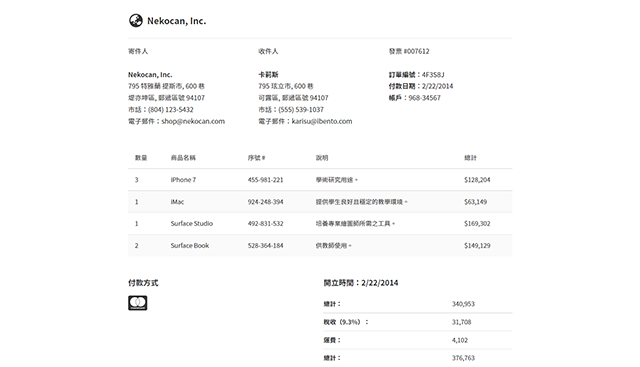 Nekocan, Inc.
寄件人 收件人 發票 #007612
Nekocan, Inc. 卡莉斯 訂單編號：4F3S8J
795 特雅蘭 提斯市, 600 巷 795 玹立市, 600 巷 付款日期：2/22/2014
堤亦坤區, 郵遞區號 94107 可露區, 郵遞區號 94107 帳戶：968-34567
市話：(804) 123-5432 市話：(555) 539-1037
電子郵件：shop@nekocan.com 電子郵件：karisu@ibento.com
數量 商品名稱 序號 # 說明 總計
3 iPhone 7 455-981-221 學術研究用途。 $128,204
1 iMac 924-248-394 提供學生良好且穩定的教學環境。 $63,149
1 Surface Studio 492-831-532 培養專業繪圖師所需之工具。 $169,302
2 Surface Book 528-364-184 供教師使用。 $149,129
付款方式 開立時間：2/22/2014
總計： 340,953
稅收（9.3%）： 31,708
運費： 4,102
總計： 376,763